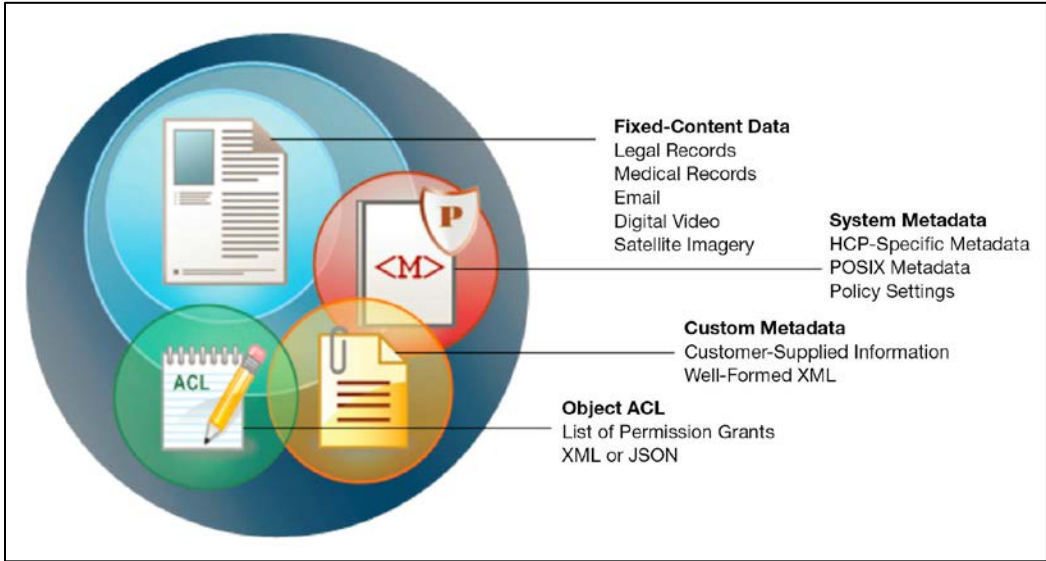 Fixed-Content Data
Legal Records
Medical Records
Email
Digital Video
Satellite Imagery
P
<M>
System Metadata
HCP-Specific Metadata
POSIX Metadata
Policy Settings
Custom Metadata
Customer-Supplied Information
Well-Formed XML
ACL
Object ACL
List of Permission Grants
XML or JSON